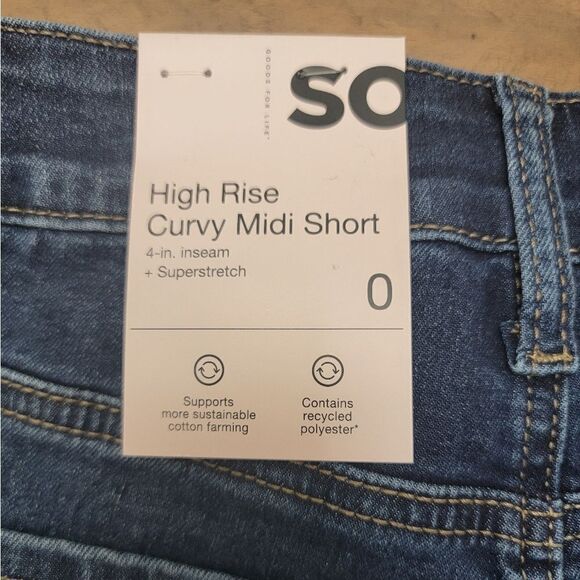 GOODS FOR LIFE™
SO
High Rise
Curvy Midi Short
4-in. inseam
+ Superstretch
0
Supports
more sustainable
cotton farming
Contains
recycled
polyester*